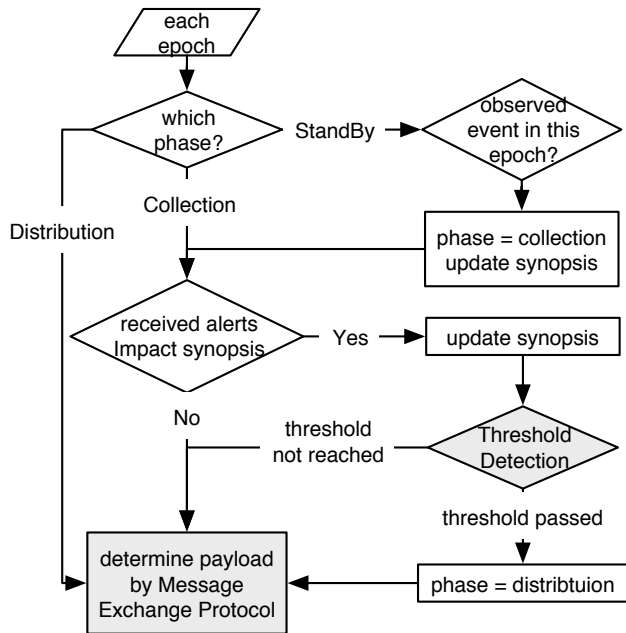 each
epoch
which
phase?
StandBy
observed
event in this
epoch?
Collection
Distribution
phase = collection
update synopsis
received alerts
Impact synopsis
Yes
update synopsis
No
threshold
not reached
Threshold
Detection
threshold passed
determine payload
by Message
Exchange Protocol
phase = distribtuion